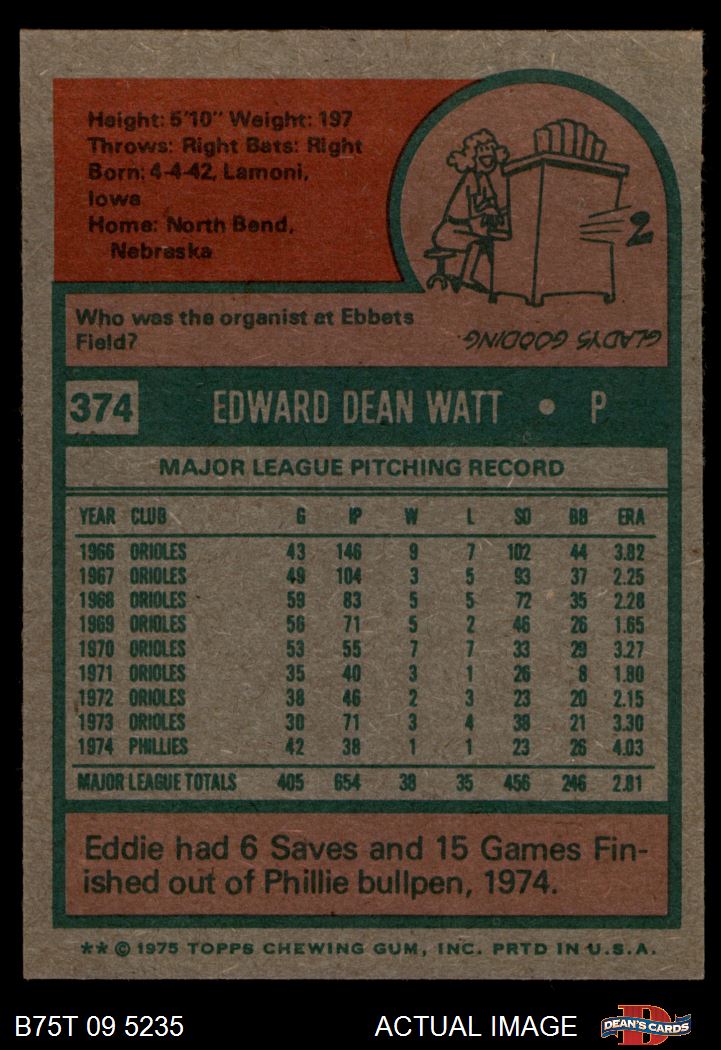 Height: 5'10" Weight: 197
Throws: Right Bats: Right
Born: 4-4-42, Lamoni,
Iowa
Home: North Bend,
Nebraska
2
Who was the organist at Ebbets
Field?
GLADYS GOODING.
374 EDWARD DEAN WATT • P
MAJOR LEAGUE PITCHING RECORD
YEAR CLUB G IP W L SO BB ERA
1966 ORIOLES 43 146 9 7 102 44 3.82
1967 ORIOLES 49 104 3 5 93 37 2.25
1968 ORIOLES 59 83 5 5 72 35 2.28
1969 ORIOLES 56 71 5 2 46 26 1.65
1970 ORIOLES 53 55 7 7 33 29 3.27
1971 ORIOLES 35 40 3 1 26 8 1.80
1972 ORIOLES 38 46 2 3 23 20 2.15
1973 ORIOLES 30 71 3 4 38 21 3.30
1974 PHILLIES 42 38 1 1 23 26 4.03
MAJOR LEAGUE TOTALS 405 654 38 35 456 246 2.81
Eddie had 6 Saves and 15 Games Fin-
ished out of Phillie bullpen, 1974.
** © 1975 TOPPS CHEWING GUM, INC. PRTD IN U.S.A.
B75T 09 5235 ACTUAL IMAGE D DEAN'S CARDS